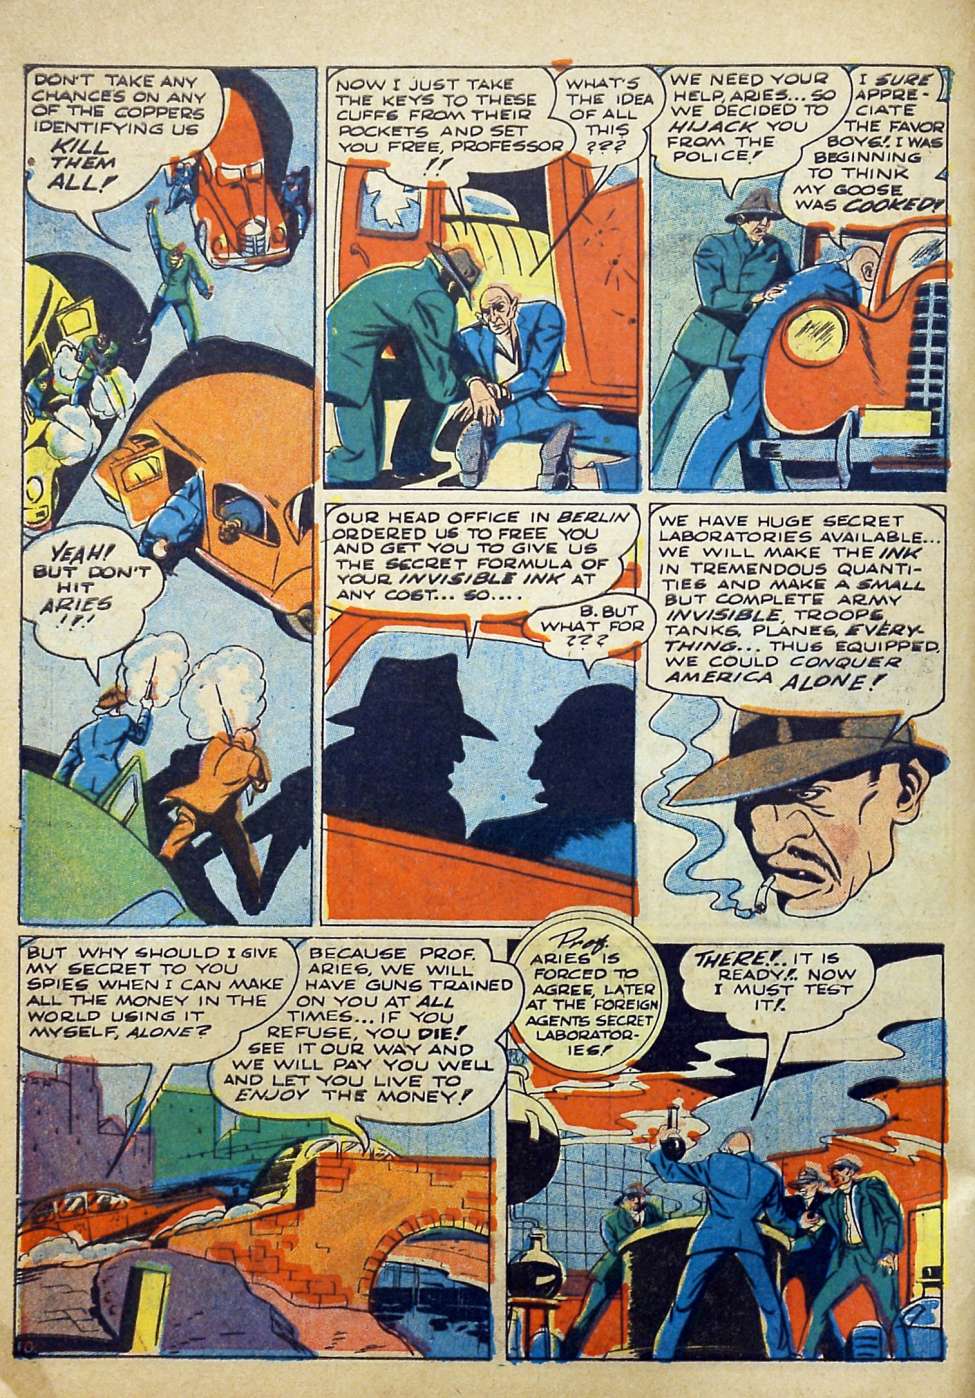 DON'T TAKE ANY
CHANCES ON ANY
OF THE COPPERS
IDENTIFYING US
KILL
THEM
ALL!
YEAH!
BUT DON'T
HIT
ARIES
!!!
NOW I JUST TAKE
THE KEYS TO THESE
CUFFS FROM THEIR
POCKETS AND SET
YOU FREE, PROFESSOR
!!
WHAT'S
THE IDEA
OF ALL
THIS
???
WE NEED YOUR
HELP, ARIES...SO
WE DECIDED TO
HIJACK YOU
FROM THE
POLICE!
I SURE
APPRE-
CIATE
THE FAVOR
BOYS!. I WAS
BEGINNING
TO THINK
MY GOOSE
WAS COOKED!
OUR HEAD OFFICE IN BERLIN
ORDERED US TO FREE YOU
AND GET YOU TO GIVE US
THE SECRET FORMULA OF
YOUR INVISIBLE INK AT
ANY COST... SO....
B. BUT
WHAT FOR
???
WE HAVE HUGE SECRET
LABORATORIES AVAILABLE...
WE WILL MAKE THE INK
IN TREMENDOUS QUANTI-
TIES AND MAKE A SMALL
BUT COMPLETE ARMY
INVISIBLE, TROOPS,
TANKS, PLANES, EVERY-
THING... THUS EQUIPPED,
WE COULD CONQUER
AMERICA ALONE!
BUT WHY SHOULD I GIVE
MY SECRET TO YOU
SPIES WHEN I CAN MAKE
ALL THE MONEY IN THE
WORLD USING IT
MYSELF, ALONE?
BECAUSE PROF.
ARIES, WE WILL
HAVE GUNS TRAINED
ON YOU AT ALL
TIMES... IF YOU
REFUSE, YOU DIE!
SEE IT OUR WAY AND
WE WILL PAY YOU WELL
AND LET YOU LIVE TO
ENJOY THE MONEY!
Prof.
ARIES IS
FORCED TO
AGREE, LATER
AT THE FOREIGN
AGENTS SECRET
LABORATOR-
IES!
THERE!.. IT IS
READY!. NOW
I MUST TEST
IT!.
10